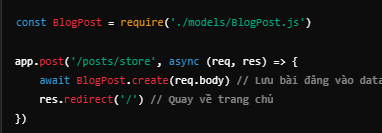 const BlogPost = require('./models/BlogPost.js')
app.post('/posts/store', async (req, res) => {
await BlogPost.create(req.body) // Lưu bài đăng vào data
res.redirect('/') // Quay về trang chủ
})